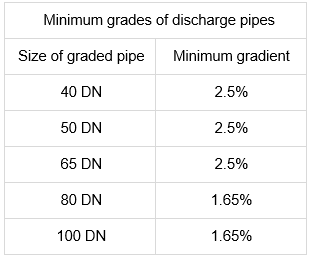 Minimum grades of discharge pipes
Size of graded pipe Minimum gradient
40 DN 2.5%
50 DN 2.5%
65 DN 2.5%
80 DN 1.65%
100 DN 1.65%